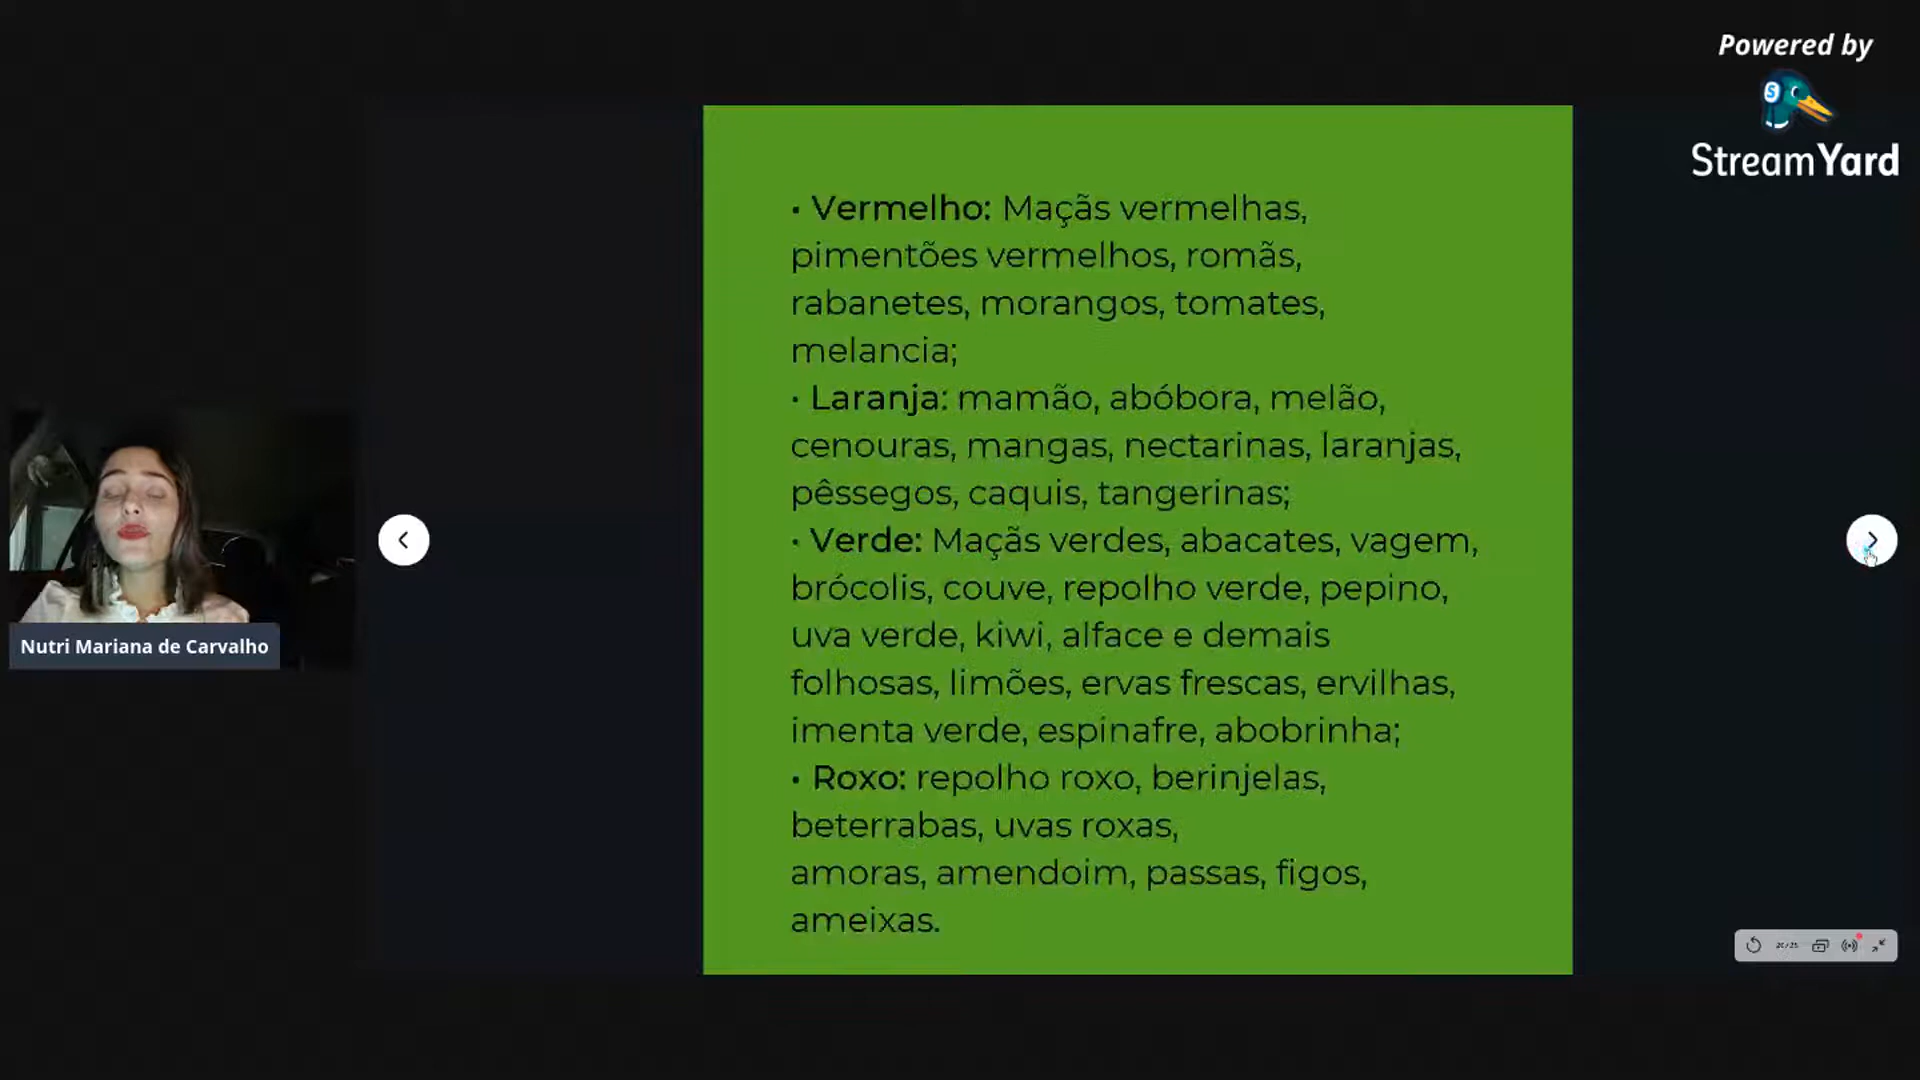 Powered by
StreamYard
• Vermelho: Maçãs vermelhas,
pimentões vermelhos, romãs,
rabanetes, morangos, tomates,
melancia;
• Laranja: mamão, abóbora, melão,
cenouras, mangas, nectarinas, laranjas,
pêssegos, caquis, tangerinas;
• Verde: Maçãs verdes, abacates, vagem,
brócolis, couve, repolho verde, pepino,
uva verde, kiwi, alface e demais
folhosas, limões, ervas frescas, ervilhas,
imenta verde, espinafre, abobrinha;
• Roxo: repolho roxo, berinjelas,
beterrabas, uvas roxas,
amoras, amendoim, passas, figos,
ameixas.
Nutri Mariana de Carvalho